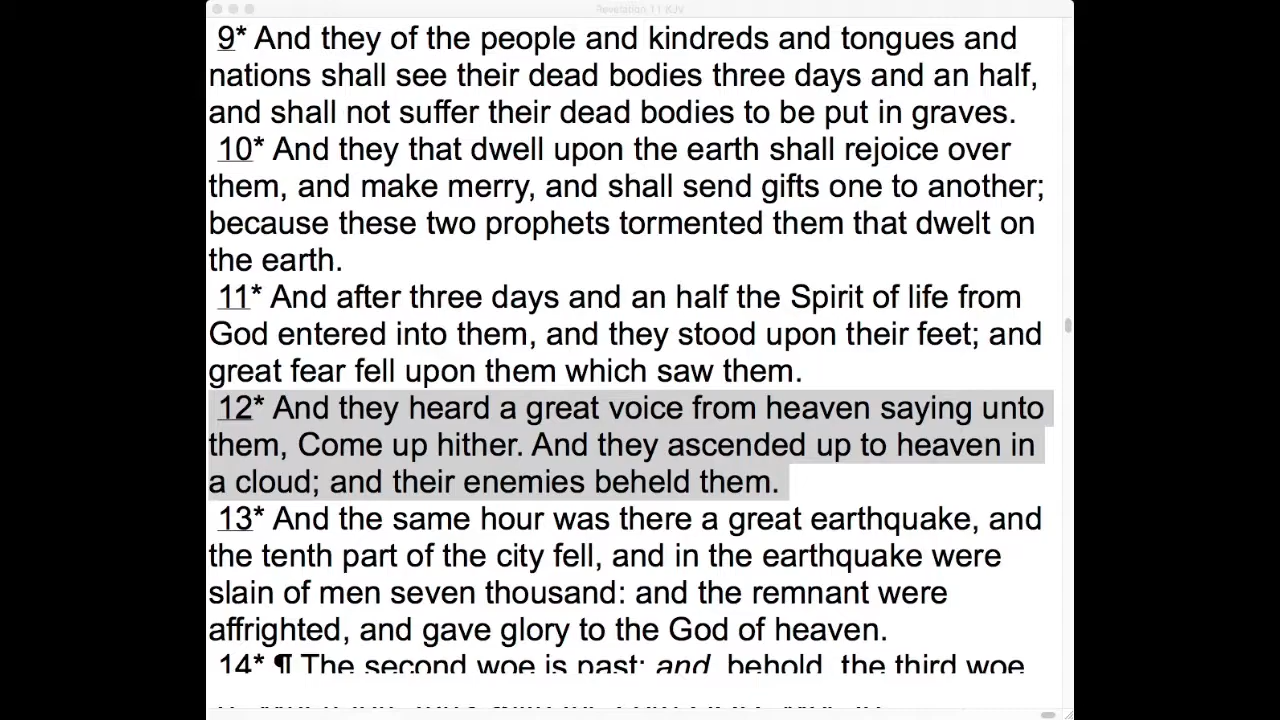 Revelation 11 KJV
9* And they of the people and kindreds and tongues and
nations shall see their dead bodies three days and an half,
and shall not suffer their dead bodies to be put in graves.
10* And they that dwell upon the earth shall rejoice over
them, and make merry, and shall send gifts one to another;
because these two prophets tormented them that dwelt on
the earth.
11* And after three days and an half the Spirit of life from
God entered into them, and they stood upon their feet; and
great fear fell upon them which saw them.
12* And they heard a great voice from heaven saying unto
them, Come up hither. And they ascended up to heaven in
a cloud; and their enemies beheld them.
13* And the same hour was there a great earthquake, and
the tenth part of the city fell, and in the earthquake were
slain of men seven thousand: and the remnant were
affrighted, and gave glory to the God of heaven.
14* ¶ The second woe is past; and, behold, the third woe